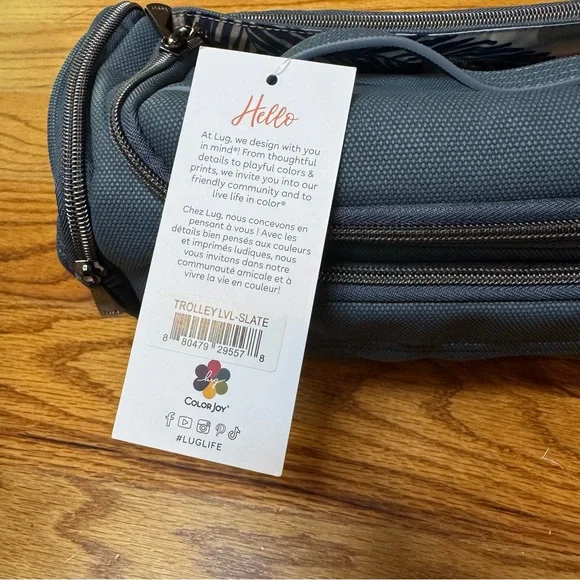 Hello
At Lug, we design with you
in mind®! From thoughtful
details to playful colors &
prints, we invite you into our
friendly community and to
live life in color®
Chez Lug, nous concevons en
pensant à vous ! Avec les
détails bien pensés aux couleurs
et imprimés ludiques, nous
vous invitons dans notre
communauté amicale et à
vivre la vie en couleur!
TROLLEY LVL-SLATE
8 80479 29557 8
lug
COLOR JOY®
#LUGLIFE